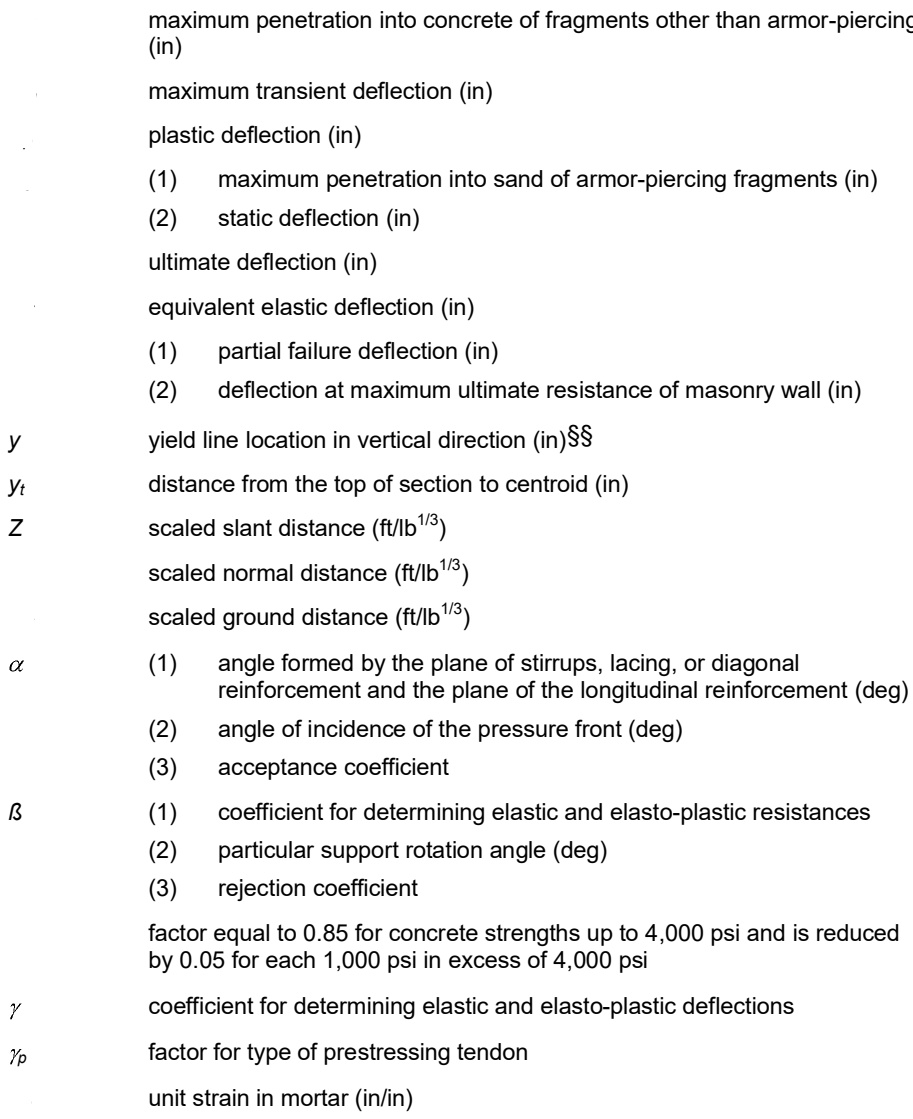 maximum penetration into concrete of fragments other than armor-piercing
(in)
maximum transient deflection (in)
plastic deflection (in)
(1) maximum penetration into sand of armor-piercing fragments (in)
(2) static deflection (in)
ultimate deflection (in)
equivalent elastic deflection (in)
(1) partial failure deflection (in)
(2) deflection at maximum ultimate resistance of masonry wall (in)
y yield line location in vertical direction (in)§§
yt distance from the top of section to centroid (in)
Z scaled slant distance (ft/lb1/3)
scaled normal distance (ft/lb1/3)
scaled ground distance (ft/lb1/3)
α (1) angle formed by the plane of stirrups, lacing, or diagonal
reinforcement and the plane of the longitudinal reinforcement (deg)
(2) angle of incidence of the pressure front (deg)
(3) acceptance coefficient
ß (1) coefficient for determining elastic and elasto-plastic resistances
(2) particular support rotation angle (deg)
(3) rejection coefficient
factor equal to 0.85 for concrete strengths up to 4,000 psi and is reduced
by 0.05 for each 1,000 psi in excess of 4,000 psi
γ coefficient for determining elastic and elasto-plastic deflections
γp factor for type of prestressing tendon
unit strain in mortar (in/in)